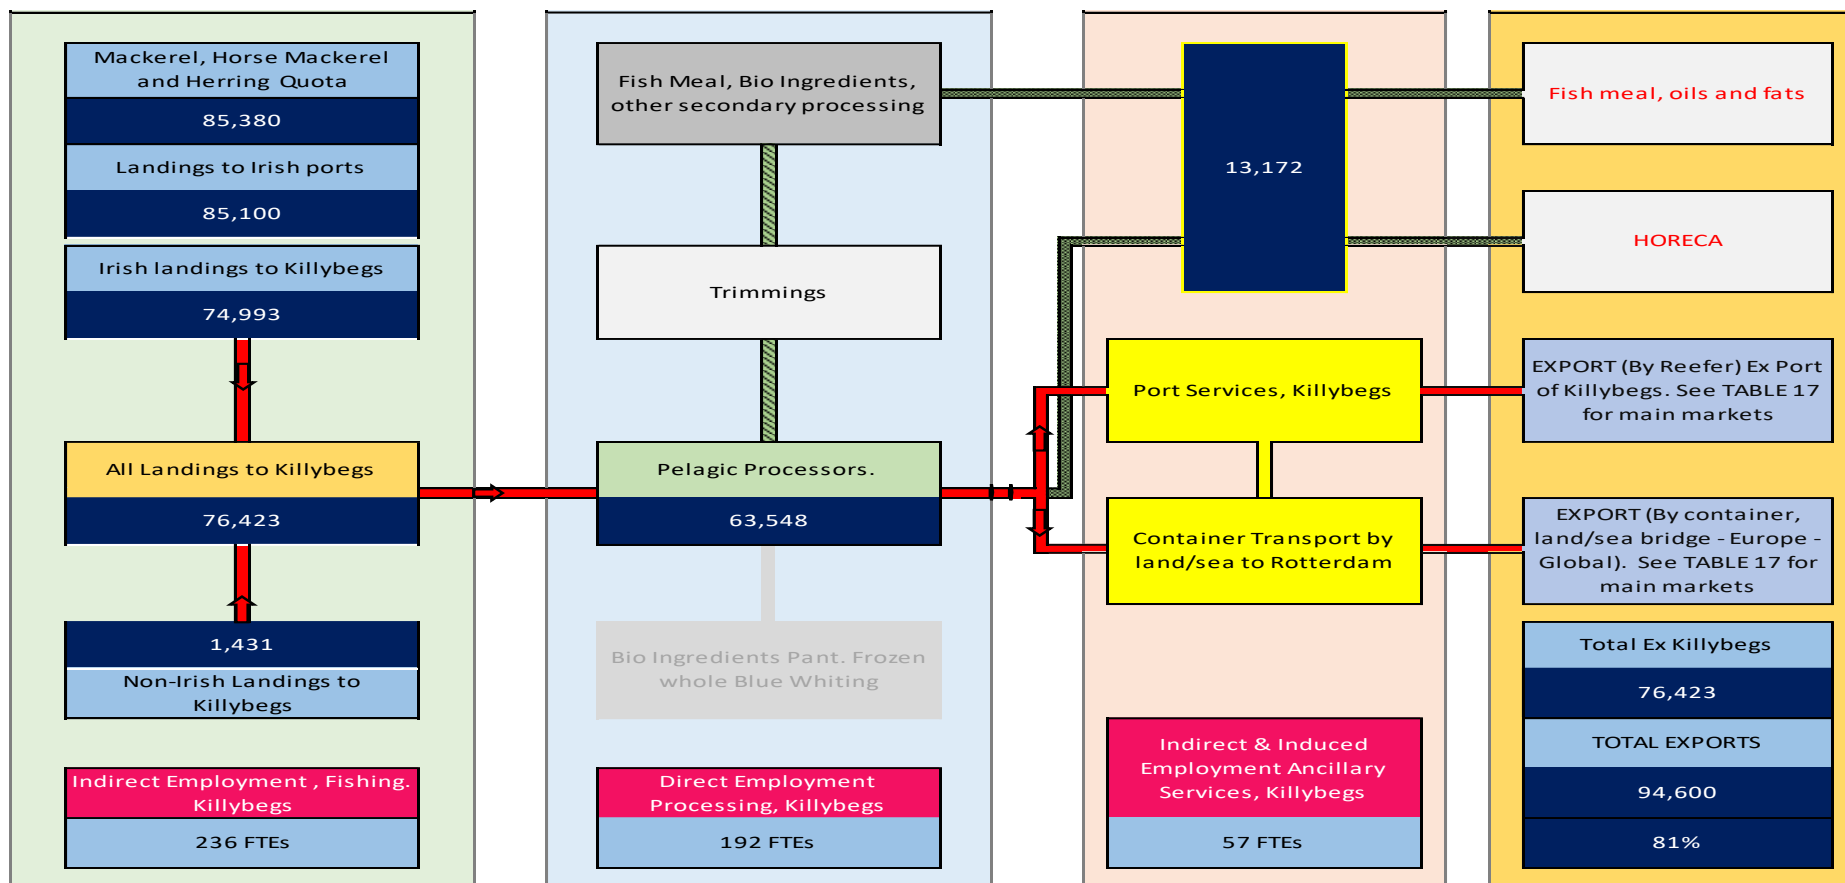 Mackerel, Horse Mackerel
and Herring Quota
85,380
Landings to Irish ports
85,100
Irish landings to Killybegs
74,993
All Landings to Killybegs
76,423
1,431
Non-Irish Landings to
Killybegs
Indirect Employment , Fishing.
Killybegs
236 FTEs
Fish Meal, Bio Ingredients,
other secondary processing
Trimmings
Pelagic Processors.
63,548
Bio Ingredients Pant. Frozen
whole Blue Whiting
Direct Employment
Processing, Killybegs
192 FTEs
13,172
Port Services, Killybegs
Container Transport by
land/sea to Rotterdam
Indirect & Induced
Employment Ancillary
Services, Killybegs
57 FTEs
Fish meal, oils and fats
HORECA
EXPORT (By Reefer) Ex Port
of Killybegs. See TABLE 17
for main markets
EXPORT (By container,
land/sea bridge - Europe -
Global). See TABLE 17 for
main markets
Total Ex Killybegs
76,423
TOTAL EXPORTS
94,600
81%